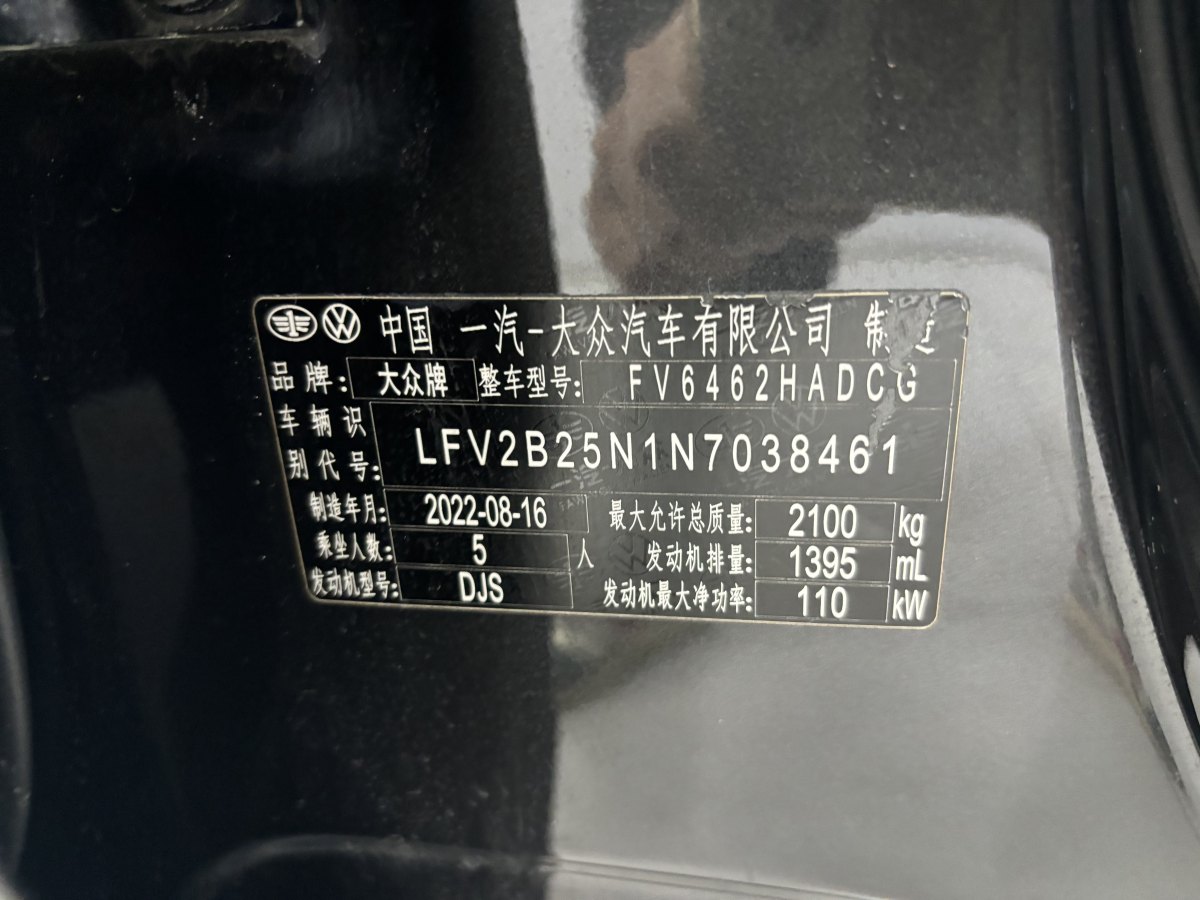 中国 一汽-大众汽车有限公司 制造
品牌: 大众牌 整车型号: FV6462HADCG
车辆识别代号: LFV2B25N1N7038461
制造年月: 2022-08-16 最大允许总质量: 2100 kg
乘坐人数: 5 人 发动机排量: 1395 mL
发动机型号: DJS 发动机最大净功率: 110 kW